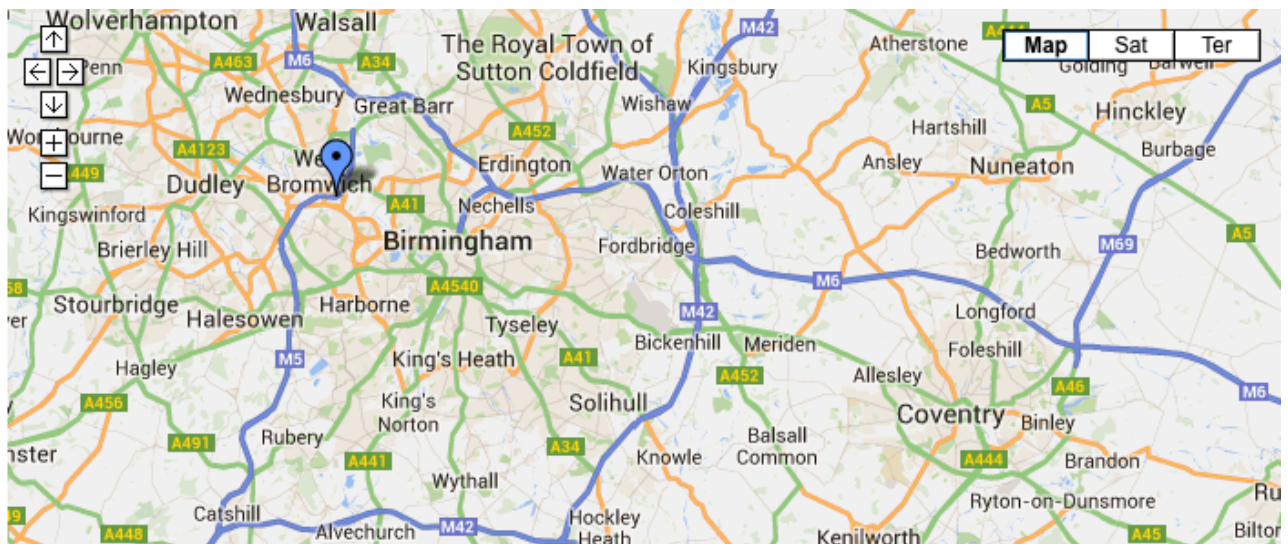 Wolverhampton
Walsall
M42
The Royal Town of
Sutton Coldfield
Atherstone
Map
Sat
Ter
Penn
A463
M6
A34
Kingsbury
Golding
Barwell
Wednesbury
Great Barr
Wishaw
A5
Hinckley
A4123
A452
Hartshill
Burbage
449
Dudley
Bromwich
Erdington
Water Orton
Ansley
Nuneaton
Kingswinford
A41
Nechells
Coleshill
A5
Brierley Hill
Birmingham
Fordbridge
Bedworth
M69
M6
A4540
Stourbridge
Harborne
Halesowen
Tyseley
M42
Longford
Bickenhill
Meriden
Foleshill
M5
King's Heath
A41
Hagley
A452
Allesley
A46
M6
A456
King's
Norton
Solihull
Coventry
Binley
A491
Rubery
A34
Balsall
Common
A441
Knowle
A444
Brandon
Wythall
Ryton-on-Dunsmore
Catshill
Alvechurch
M42
Hockley
Heath
Kenilworth
A45
A448